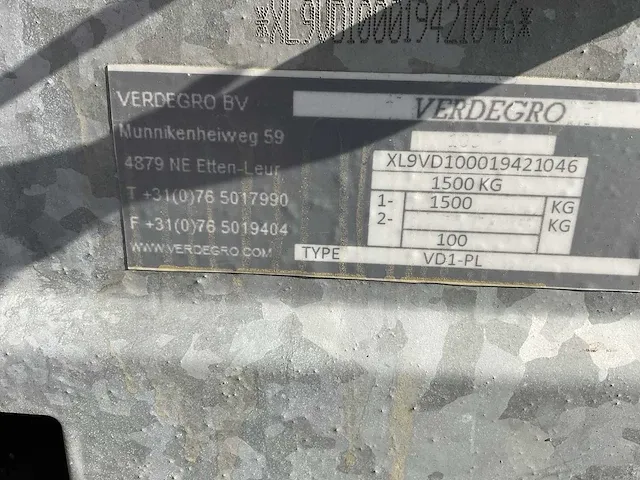 *XL9VD100019421046*
VERDEGRO BV
Munnikenheiweg 59
4879 NE Etten-Leur
T +31(0)76 5017990
F +31(0)76 5019404
WWW.VERDEGRO.COM
VERDEGRO
XL9VD100019421046
1500 KG
1- 1500 KG
2- KG
100
TYPE VD1-PL